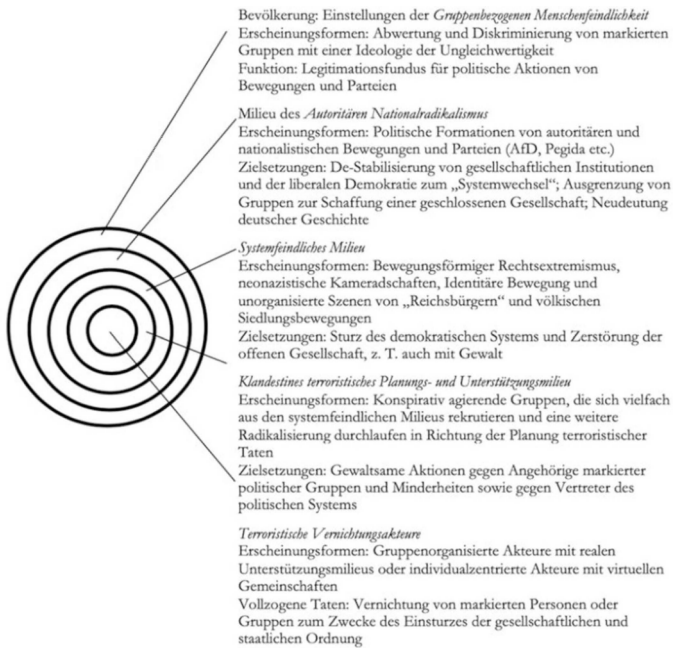 Bevölkerung: Einstellungen der Gruppenbezogenen Menschenfeindlichkeit
Erscheinungsformen: Abwertung und Diskriminierung von markierten
Gruppen mit einer Ideologie der Ungleichwertigkeit
Funktion: Legitimationsfundus für politische Aktionen von
Bewegungen und Parteien
Milieu des Autoritären Nationalradikalismus
Erscheinungsformen: Politische Formationen von autoritären und
nationalistischen Bewegungen und Parteien (AfD, Pegida etc.)
Zielsetzungen: De-Stabilisierung von gesellschaftlichen Institutionen
und der liberalen Demokratie zum „Systemwechsel“; Ausgrenzung von
Gruppen zur Schaffung einer geschlossenen Gesellschaft; Neudeutung
deutscher Geschichte
Systemfeindliches Milieu
Erscheinungsformen: Bewegungsförmiger Rechtsextremismus,
neonazistische Kameradschaften, Identitäre Bewegung und
unorganisierte Szenen von „Reichsbürgern“ und völkischen
Siedlungsbewegungen
Zielsetzungen: Sturz des demokratischen Systems und Zerstörung der
offenen Gesellschaft, z. T. auch mit Gewalt
Klandestines terroristisches Planungs- und Unterstützungsmilieu
Erscheinungsformen: Konspirativ agierende Gruppen, die sich vielfach
aus den systemfeindlichen Milieus rekrutieren und eine weitere
Radikalisierung durchlaufen in Richtung der Planung terroristischer
Taten
Zielsetzungen: Gewaltsame Aktionen gegen Angehörige markierter
politischer Gruppen und Minderheiten sowie gegen Vertreter des
politischen Systems
Terroristische Vernichtungsakteure
Erscheinungsformen: Gruppenorganisierte Akteure mit realen
Unterstützungsmilieus oder individualzentrierte Akteure mit virtuellen
Gemeinschaften
Vollzogene Taten: Vernichtung von markierten Personen oder
Gruppen zum Zwecke des Einsturzes der gesellschaftlichen und
staatlichen Ordnung